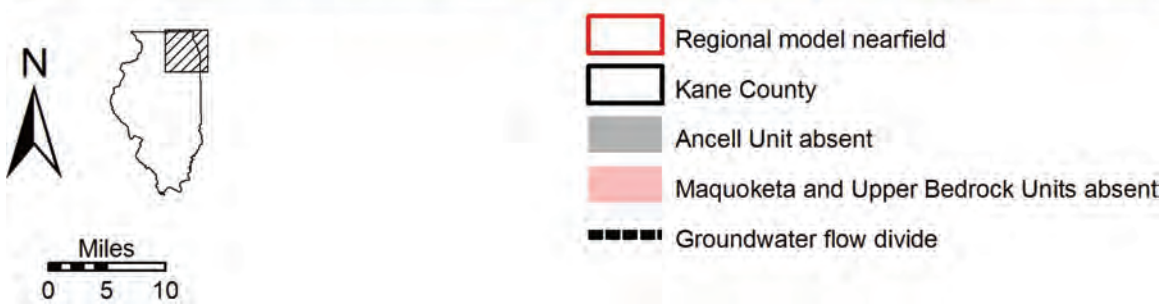 N
Miles
0 5 10
Regional model nearfield
Kane County
Ancell Unit absent
Maquoketa and Upper Bedrock Units absent
Groundwater flow divide